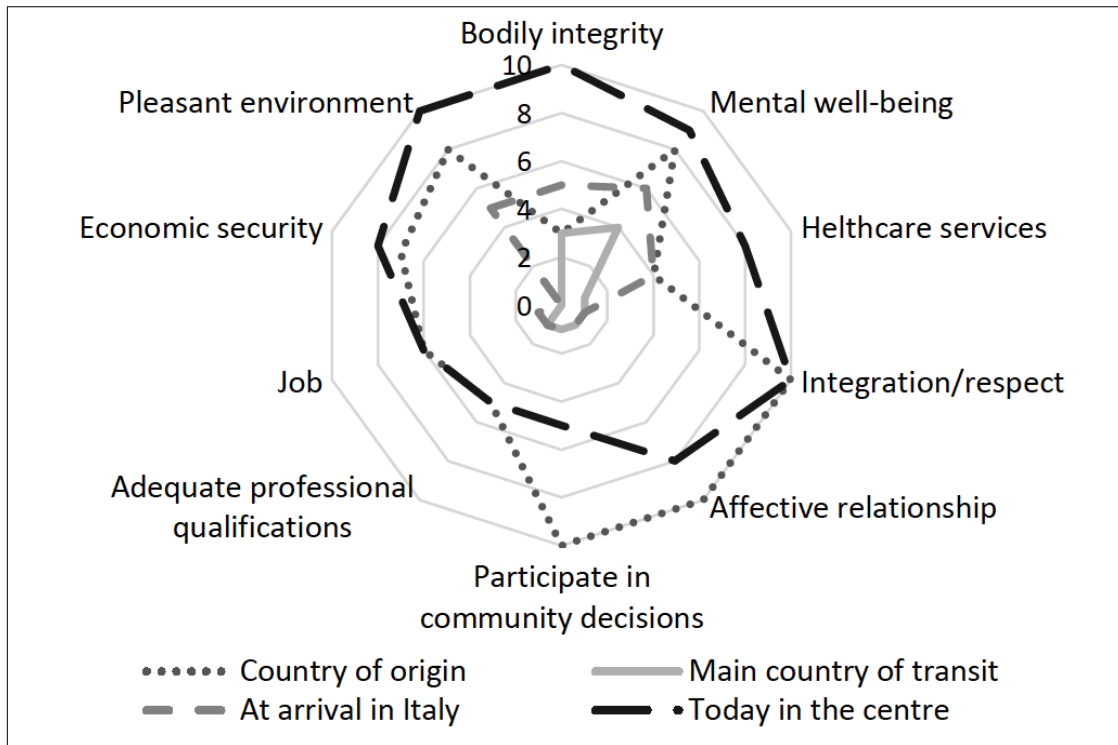 Bodily integrity
10
Pleasant environment
Mental well-being
8
6
4
Economic security
Helthcare services
2
0
Job
Integration/respect
Adequate professional
qualifications
Affective relationship
Participate in
community decisions
Country of origin
Main country of transit
At arrival in Italy
Today in the centre